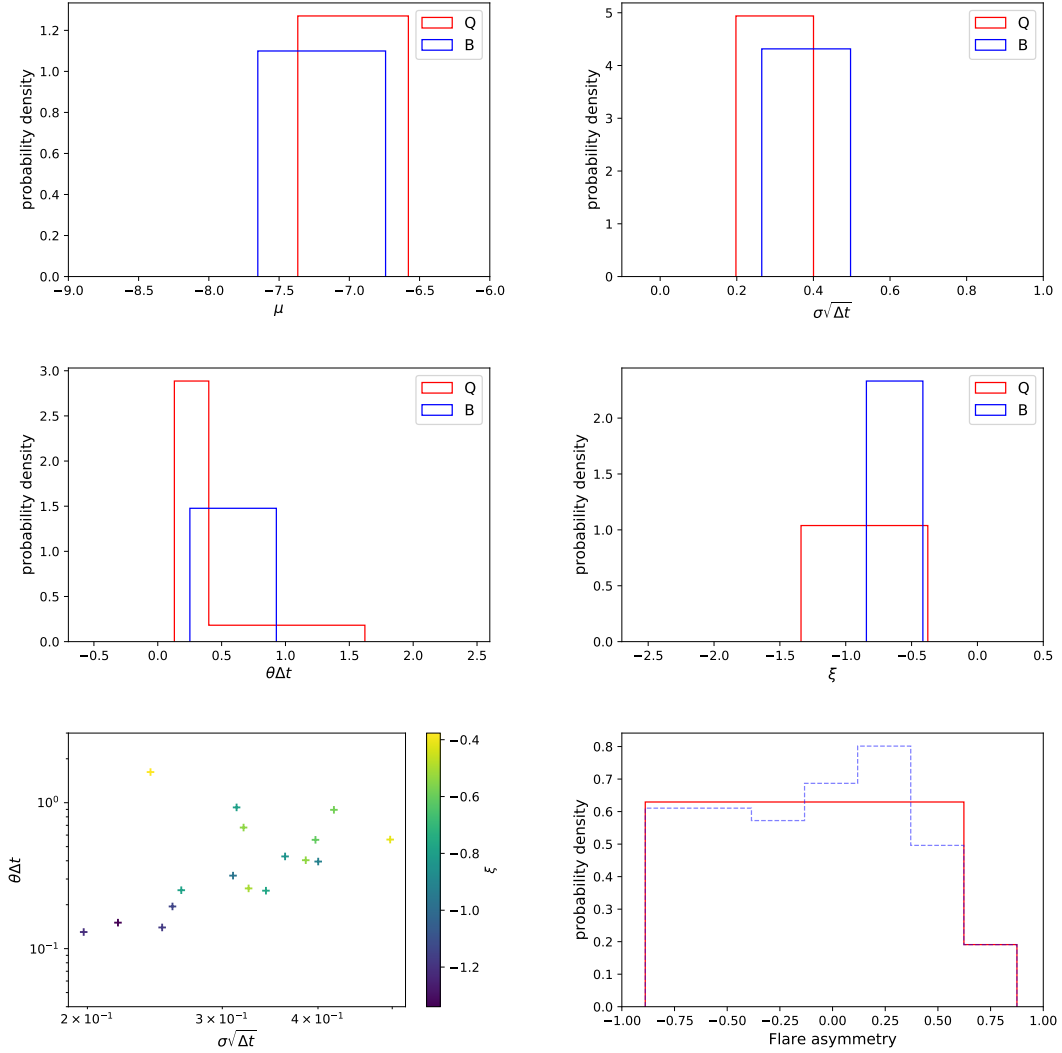 probability density
1.2
1.0
0.8
0.6
0.4
0.2
0.0
−9.0 −8.5 −8.0 −7.5 −7.0 −6.5 −6.0
μ
Q
B
probability density
5
4
3
2
1
0
0.0 0.2 0.4 0.6 0.8 1.0
σ√Δt
Q
B
probability density
3.0
2.5
2.0
1.5
1.0
0.5
0.0
−0.5 0.0 0.5 1.0 1.5 2.0 2.5
θΔt
Q
B
probability density
2.0
1.5
1.0
0.5
0.0
−2.5 −2.0 −1.5 −1.0 −0.5 0.0 0.5
ξ
Q
B
θΔt
10⁰
10⁻¹
2 × 10⁻¹ 3 × 10⁻¹ 4 × 10⁻¹
σ√Δt
−0.4
−0.6
−0.8
−1.0
−1.2
ξ
probability density
0.8
0.7
0.6
0.5
0.4
0.3
0.2
0.1
0.0
−1.00 −0.75 −0.50 −0.25 0.00 0.25 0.50 0.75 1.00
Flare asymmetry